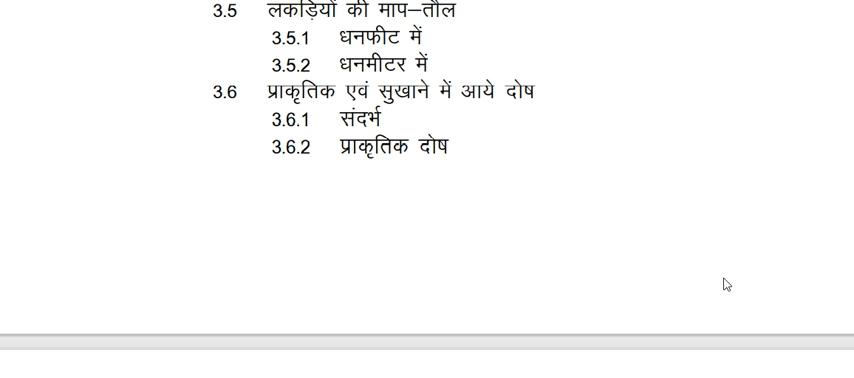 3.5 लकड़ियों की माप–तौल
3.5.1 धनफीट में
3.5.2 धनमीटर में
3.6 प्राकृतिक एवं सुखाने में आये दोष
3.6.1 संदर्भ
3.6.2 प्राकृतिक दोष